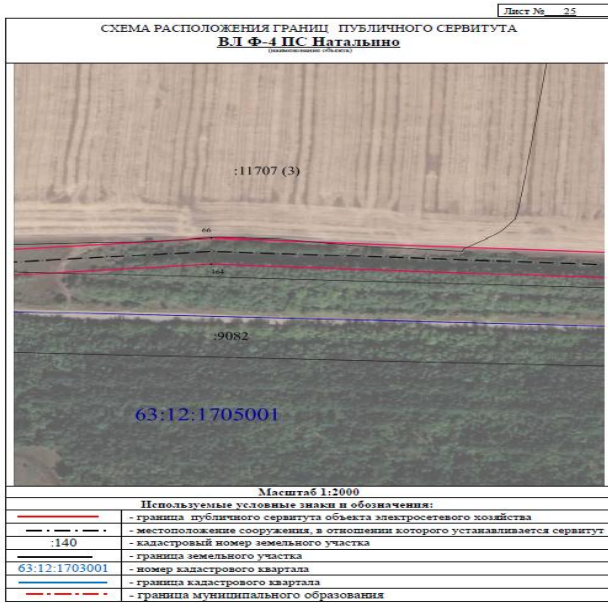 Лист № 25
СХЕМА РАСПОЛОЖЕНИЯ ГРАНИЦ ПУБЛИЧНОГО СЕРВИТУТА
ВЛ Ф-4 ПС Натальино
(наименование объекта)
:11707 (3)
66
164
:9082
63:12:1705001
Масштаб 1:2000
Используемые условные знаки и обозначения:
- граница публичного сервитута объекта электросетевого хозяйства
- местоположение сооружения, в отношении которого устанавливается сервитут
:140 - кадастровый номер земельного участка
- граница земельного участка
63:12:1703001 - номер кадастрового квартала
- граница кадастрового квартала
- граница муниципального образования